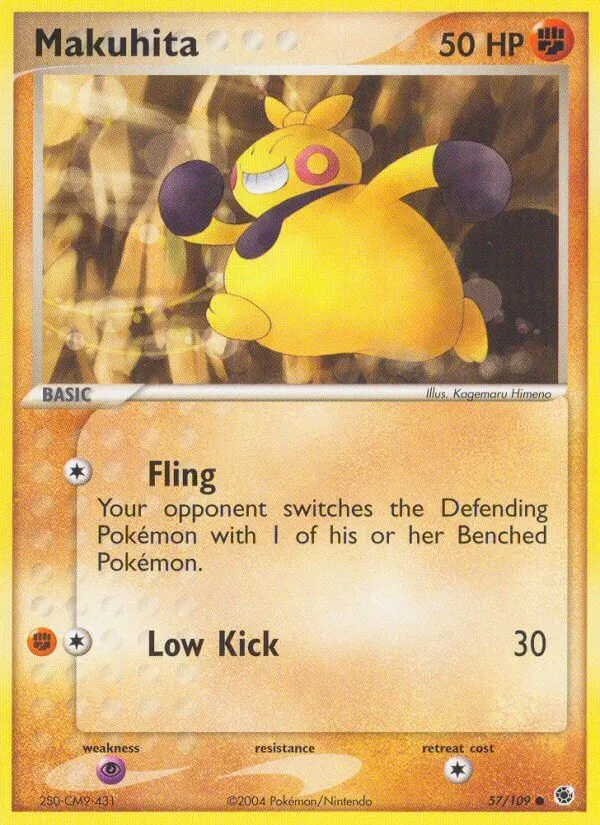 Makuhita
50 HP
BASIC
Illus. Kagemaru Himeno
Fling
Your opponent switches the Defending
Pokémon with 1 of his or her Benched
Pokémon.
Low Kick 30
weakness resistance retreat cost
250-CM9-431 ©2004 Pokémon/Nintendo 57/109